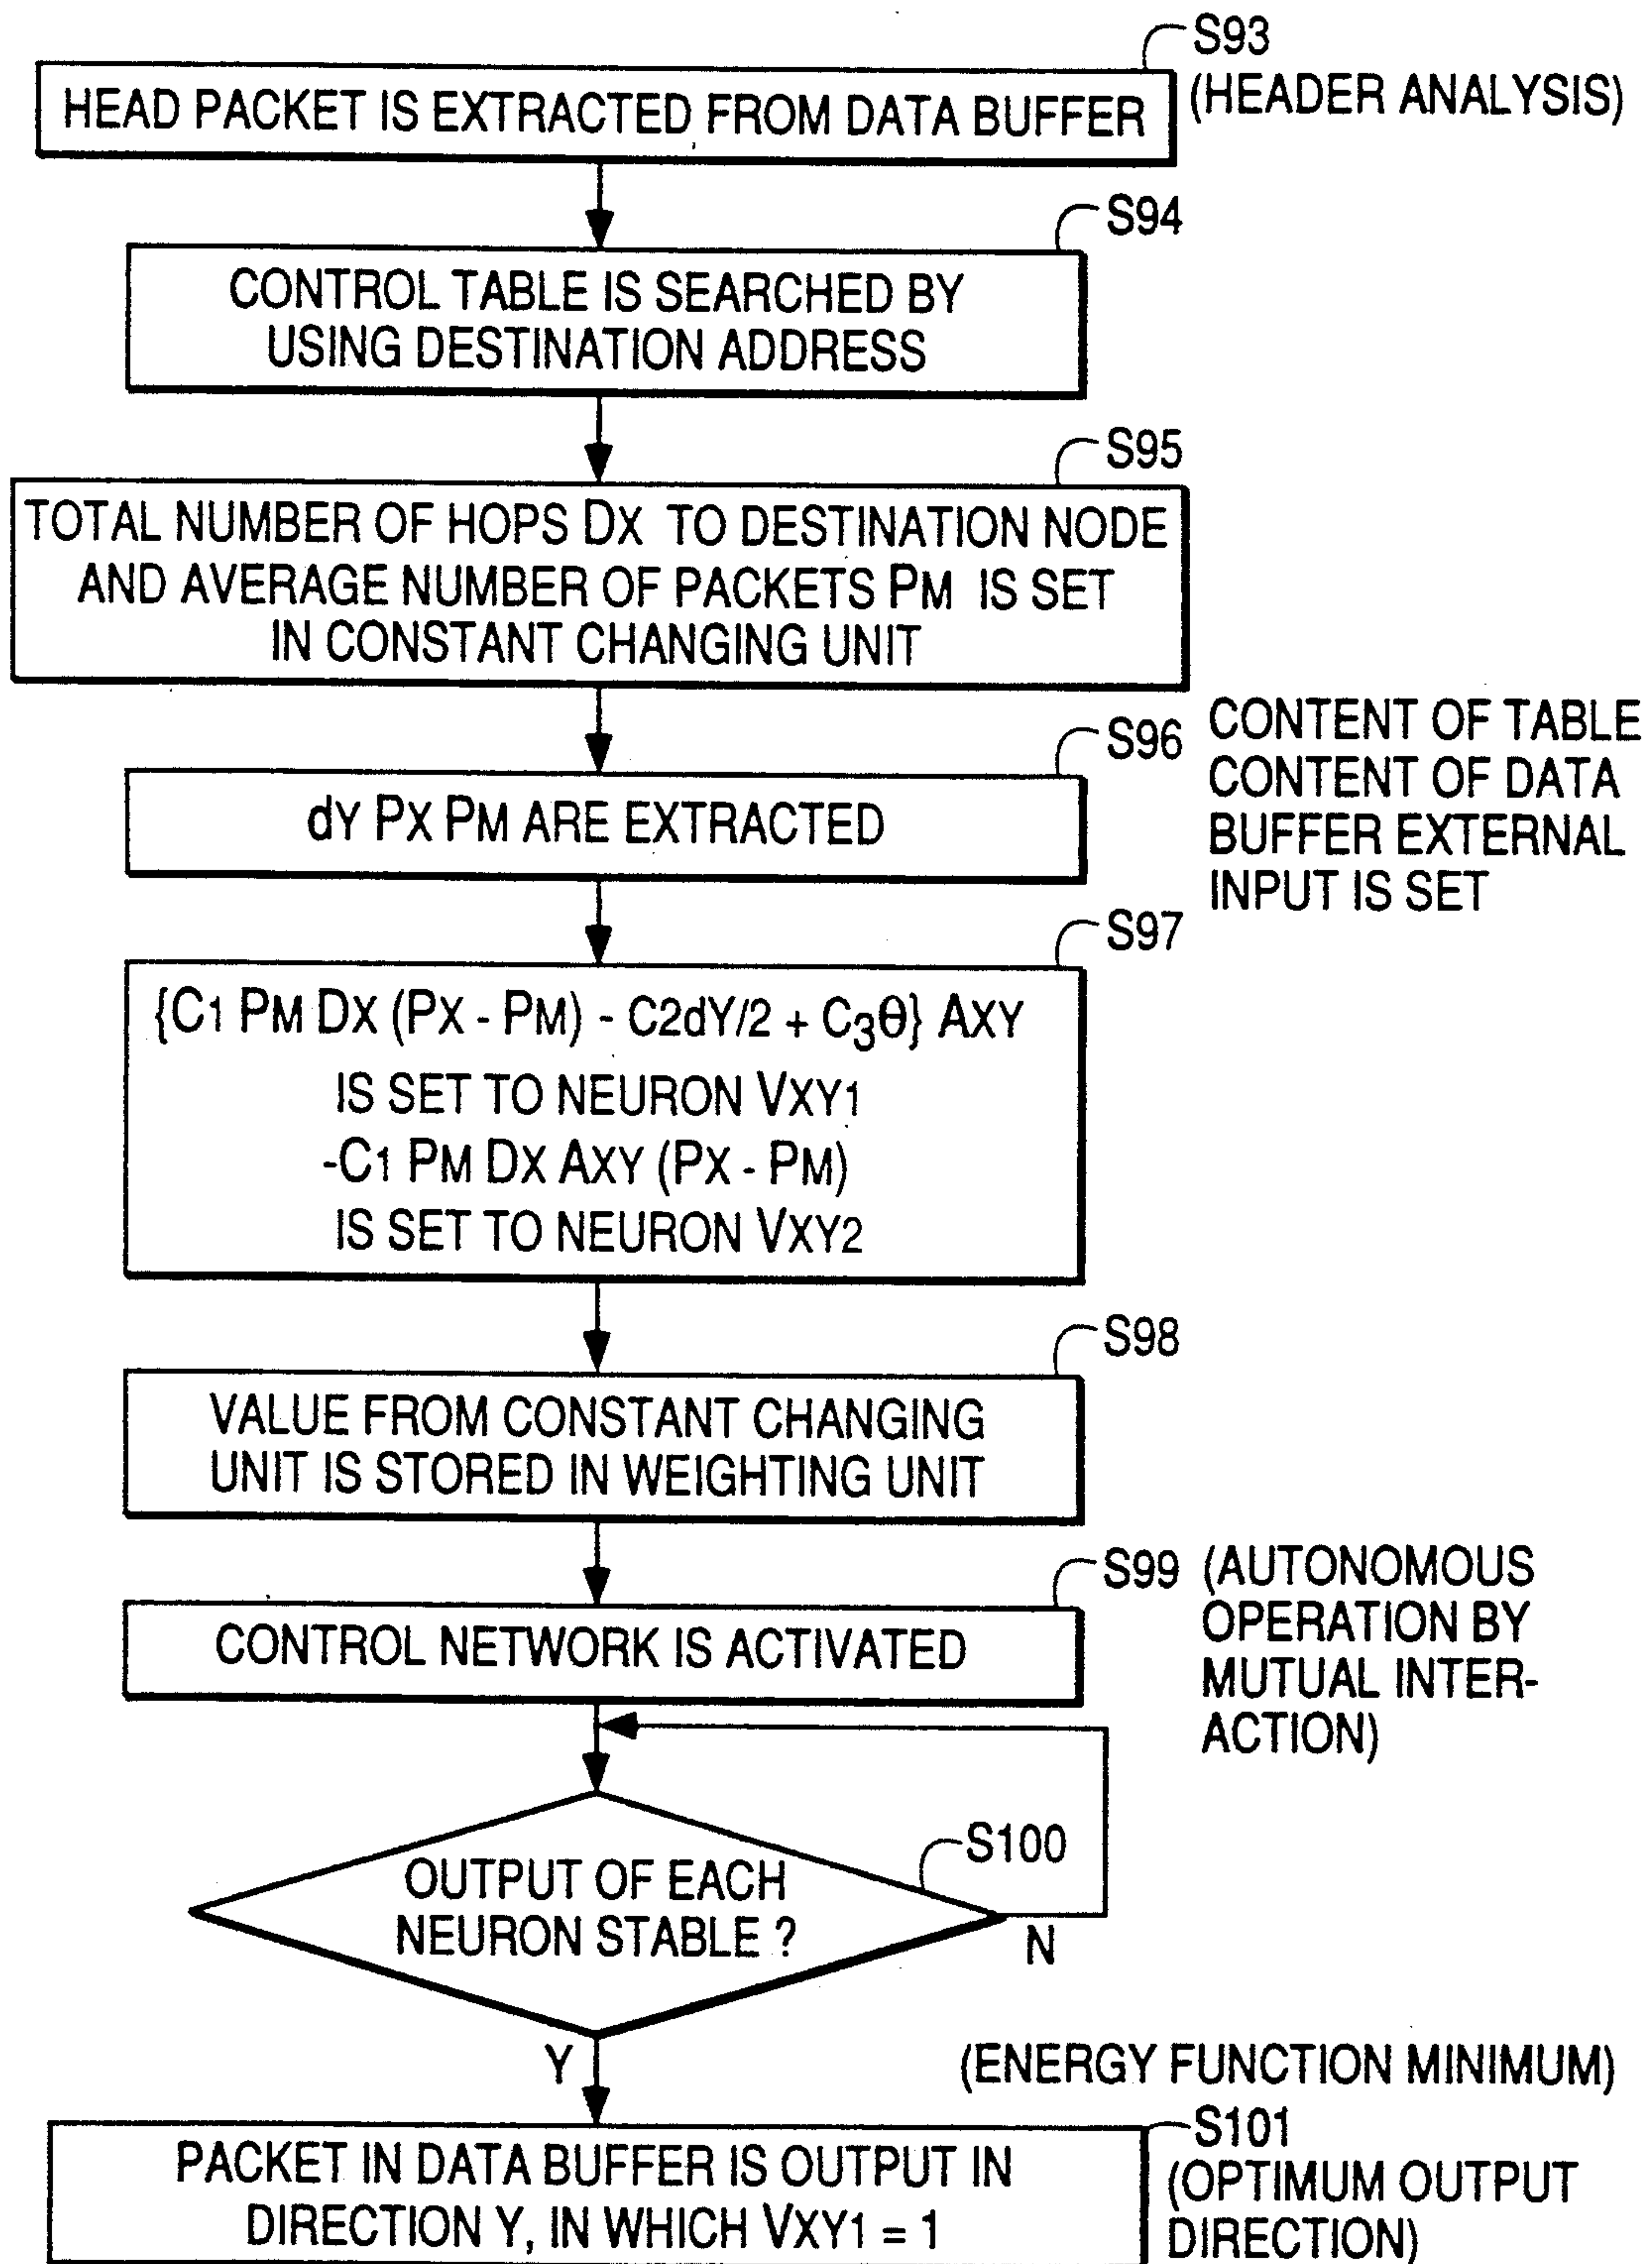 S93
HEAD PACKET IS EXTRACTED FROM DATA BUFFER
(HEADER ANALYSIS)
S94
CONTROL TABLE IS SEARCHED BY
USING DESTINATION ADDRESS
S95
TOTAL NUMBER OF HOPS DX TO DESTINATION NODE
AND AVERAGE NUMBER OF PACKETS PM IS SET
IN CONSTANT CHANGING UNIT
S96
dY PX PM ARE EXTRACTED
CONTENT OF TABLE
CONTENT OF DATA
BUFFER EXTERNAL
INPUT IS SET
S97
{C1 PM DX (PX - PM) - C2dY/2 + C3θ} AXY
IS SET TO NEURON VXY1
-C1 PM DX AXY (PX - PM)
IS SET TO NEURON VXY2
S98
VALUE FROM CONSTANT CHANGING
UNIT IS STORED IN WEIGHTING UNIT
S99
CONTROL NETWORK IS ACTIVATED
(AUTONOMOUS
OPERATION BY
MUTUAL INTER-
ACTION)
S100
OUTPUT OF EACH
NEURON STABLE ?
N
Y
(ENERGY FUNCTION MINIMUM)
S101
PACKET IN DATA BUFFER IS OUTPUT IN
DIRECTION Y, IN WHICH VXY1 = 1
(OPTIMUM OUTPUT
DIRECTION)